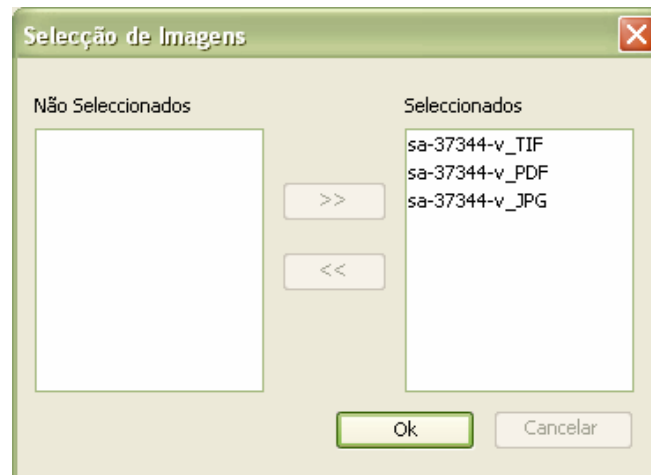 Selecção de Imagens
Não Seleccionados
Seleccionados
sa-37344-v_TIF
sa-37344-v_PDF
sa-37344-v_JPG
>>
<<
Ok
Cancelar